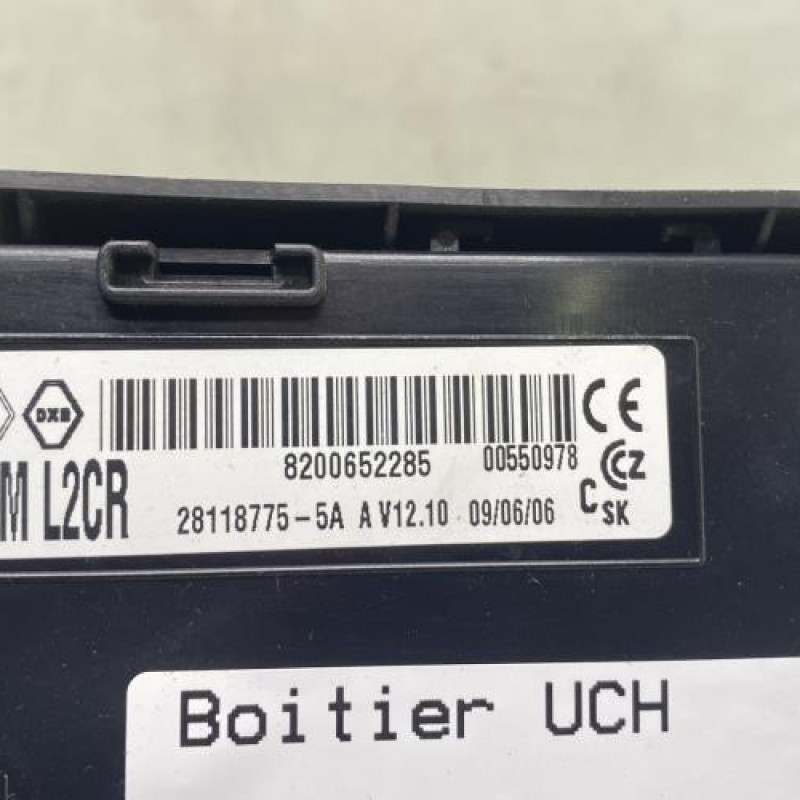 DXB
CE
8200652285 00550978
CZ
M L2CR
28118775-5A A V12.10 09/06/06
C SK
Boitier UCH